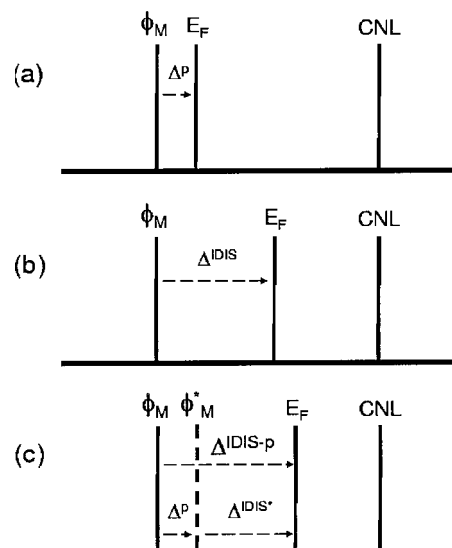 ϕM EF CNL
(a)
Δp
ϕM EF CNL
(b)
ΔIDIS
ϕM ϕ*M EF CNL
(c)
ΔIDIS-p
Δp ΔIDIS*